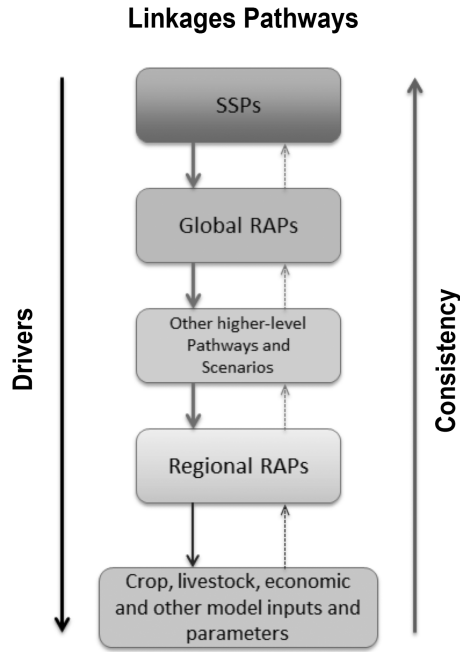 Linkages Pathways
SSPs
Global RAPs
Other higher-level
Pathways and
Scenarios
Regional RAPs
Crop, livestock, economic
and other model inputs and
parameters
Drivers
Consistency